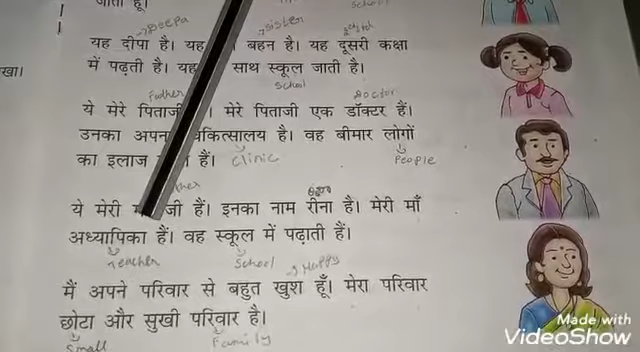 जाता हूँ।
School
Deepa sister
यह दीपा है। यह बहन है। यह दूसरी कक्षा
खा।
में पढ़ती है। यह साथ स्कूल जाती है।
School
Father Doctor
ये मेरे पिताजी मेरे पिताजी एक डॉक्टर हैं।
उनका अपना चिकित्सालय है। वह बीमार लोगों
का इलाज हैं।
Clinic People
ये मेरी जी हैं। इनका नाम रीना है। मेरी माँ
अध्यापिका हैं। वह स्कूल में पढ़ाती हैं।
Teacher School Happy
मैं अपने परिवार से बहुत खुश हूँ। मेरा परिवार
छोटा और सुखी परिवार है।
Small Family
Made with
VideoShow